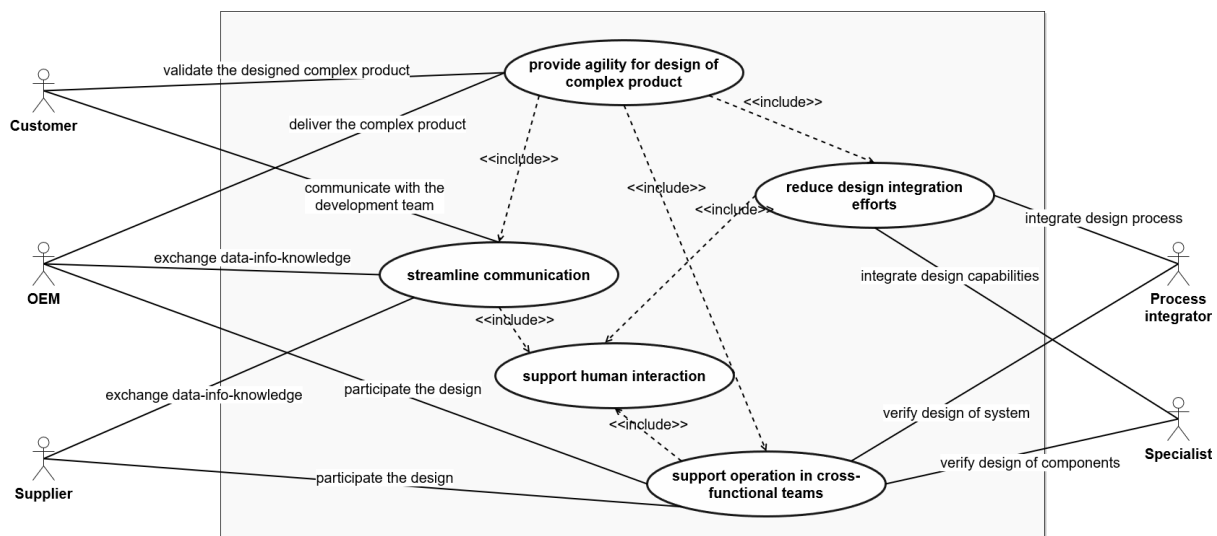 provide agility for design of
complex product
validate the designed complex product
<<include>>
Customer
deliver the complex product
<<include>>
<<include>>
reduce design integration
efforts
communicate with the
development team
<<include>>
integrate design process
exchange data-info-knowledge
streamline communication
integrate design capabilities
OEM
Process
integrator
<<include>>
support human interaction
participate the design
exchange data-info-knowledge
verify design of system
<<include>>
Specialist
verify design of components
support operation in cross-
functional teams
participate the design
Supplier